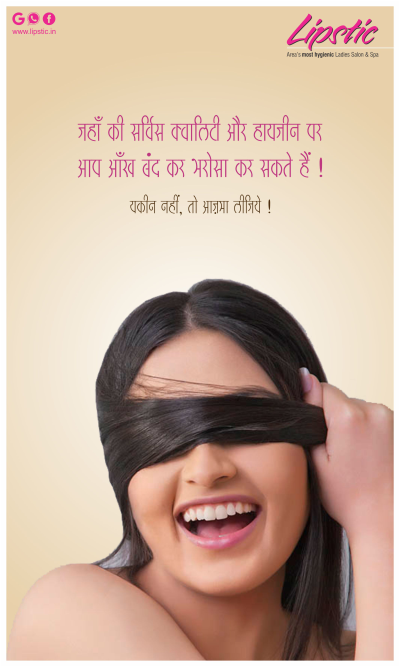 www.lipstic.in
Lipstic
Area's most hygienic Ladies Salon & Spa
जहाँ की सर्विस क्वालिटी और हायजीन पर
आप आँख बंद कर भरोसा कर सकते हैं !
यकीन नहीं, तो आज़मा लीजिये !